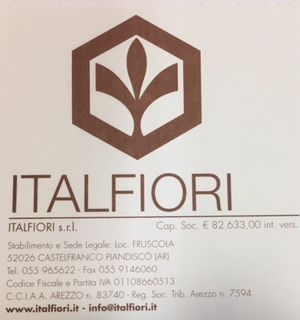 ITALFIORI
ITALFIORI s.r.l. Cap. Soc. € 82.633,00 int. vers.
Stabilimento e Sede Legale: Loc. FRUSCOLA
52026 CASTELFRANCO PIANDISCÒ (AR)
Tel. 055 965622 - Fax 055 9146060
Codice Fiscale e Partita IVA 01108660513
C.C.I.A.A. AREZZO n. 83740 - Reg. Soc. Trib. Arezzo n. 7594
www.italfiori.it - info@italfiori.it